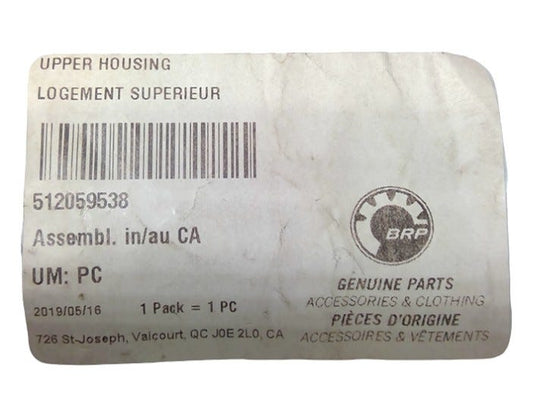 UPPER HOUSING
LOGEMENT SUPERIEUR
512059538
Assembl. in/au CA
UM: PC
2019/05/16 1 Pack = 1 PC
726 St-Joseph, Valcourt, QC J0E 2L0, CA
BRP
GENUINE PARTS
ACCESSORIES & CLOTHING
PIÈCES D'ORIGINE
ACCESSOIRES & VÊTEMENTS